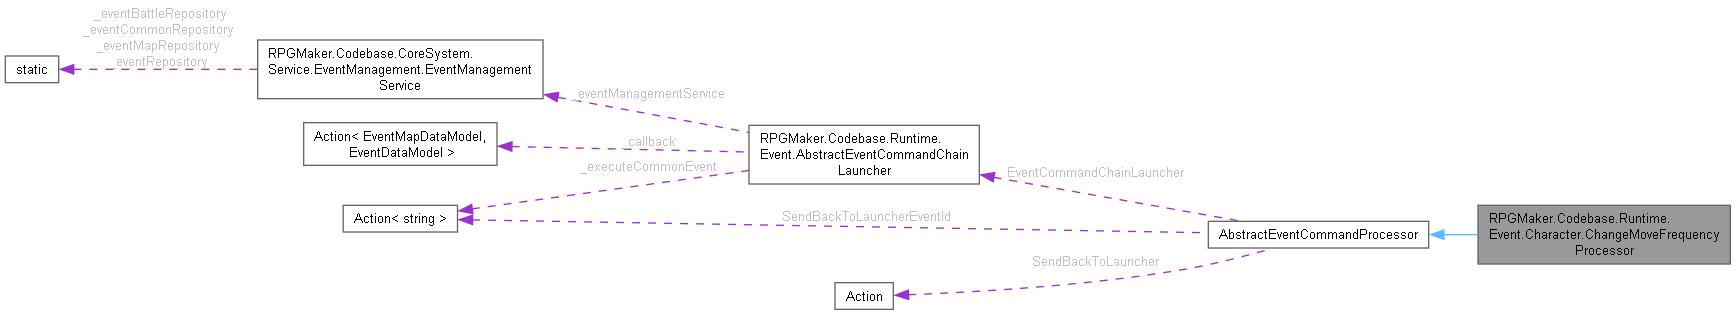 _eventBattleRepository
_eventCommonRepository
_eventMapRepository
_eventRepository
static
RPGMaker.Codebase.CoreSystem.
Service.EventManagement.EventManagement
Service
_eventManagementService
Action< EventMapDataModel,
EventDataModel >
_callback
RPGMaker.Codebase.Runtime.
Event.AbstractEventCommandChain
Launcher
_executeCommonEvent
Action< string >
EventCommandChainLauncher
SendBackToLauncherEventId
AbstractEventCommandProcessor
RPGMaker.Codebase.Runtime.
Event.Character.ChangeMoveFrequency
Processor
SendBackToLauncher
Action